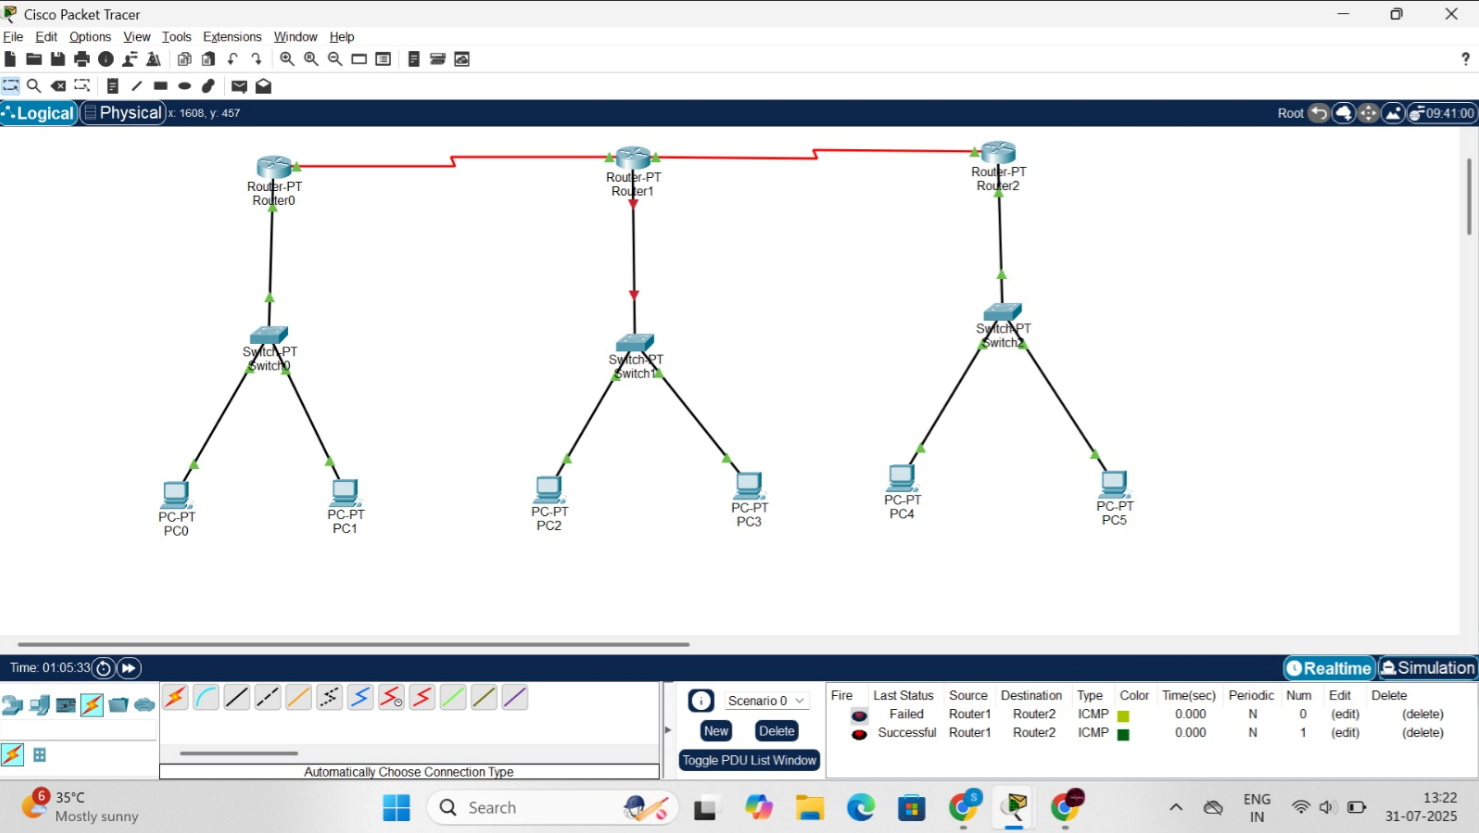 Cisco Packet Tracer
File Edit Options View Tools Extensions Window Help
?
Logical Physical x: 1608, y: 457 Root 09:41:00
Router-PT
Router0
Router-PT
Router1
Router-PT
Router2
Switch-PT
Switch0
Switch-PT
Switch1
Switch-PT
Switch2
PC-PT
PC0
PC-PT
PC1
PC-PT
PC2
PC-PT
PC3
PC-PT
PC4
PC-PT
PC5
Time: 01:05:33 Realtime Simulation
Scenario 0
New Delete
Toggle PDU List Window
Fire Last Status Source Destination Type Color Time(sec) Periodic Num Edit Delete
Failed Router1 Router2 ICMP 0.000 N 0 (edit) (delete)
Successful Router1 Router2 ICMP 0.000 N 1 (edit) (delete)
Automatically Choose Connection Type
6 35°C
Mostly sunny
Search
S
ENG
IN
13:22
31-07-2025